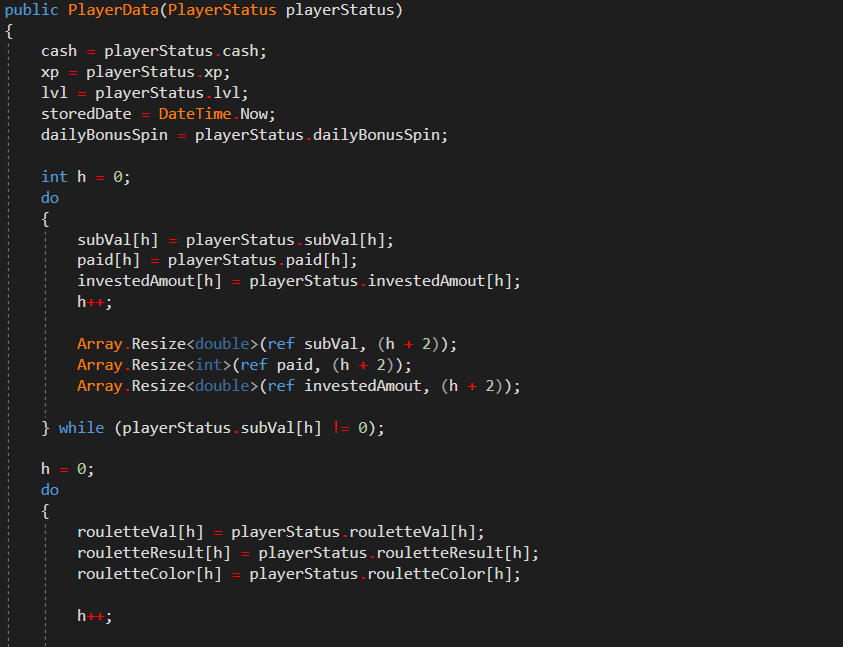 public PlayerData(PlayerStatus playerStatus)
{
cash = playerStatus.cash;
xp = playerStatus.xp;
lvl = playerStatus.lvl;
storedDate = DateTime.Now;
dailyBonusSpin = playerStatus.dailyBonusSpin;
int h = 0;
do
{
subVal[h] = playerStatus.subVal[h];
paid[h] = playerStatus.paid[h];
investedAmout[h] = playerStatus.investedAmout[h];
h++;
Array.Resize<double>(ref subVal, (h + 2));
Array.Resize<int>(ref paid, (h + 2));
Array.Resize<double>(ref investedAmout, (h + 2));
} while (playerStatus.subVal[h] != 0);
h = 0;
do
{
rouletteVal[h] = playerStatus.rouletteVal[h];
rouletteResult[h] = playerStatus.rouletteResult[h];
rouletteColor[h] = playerStatus.rouletteColor[h];
h++;